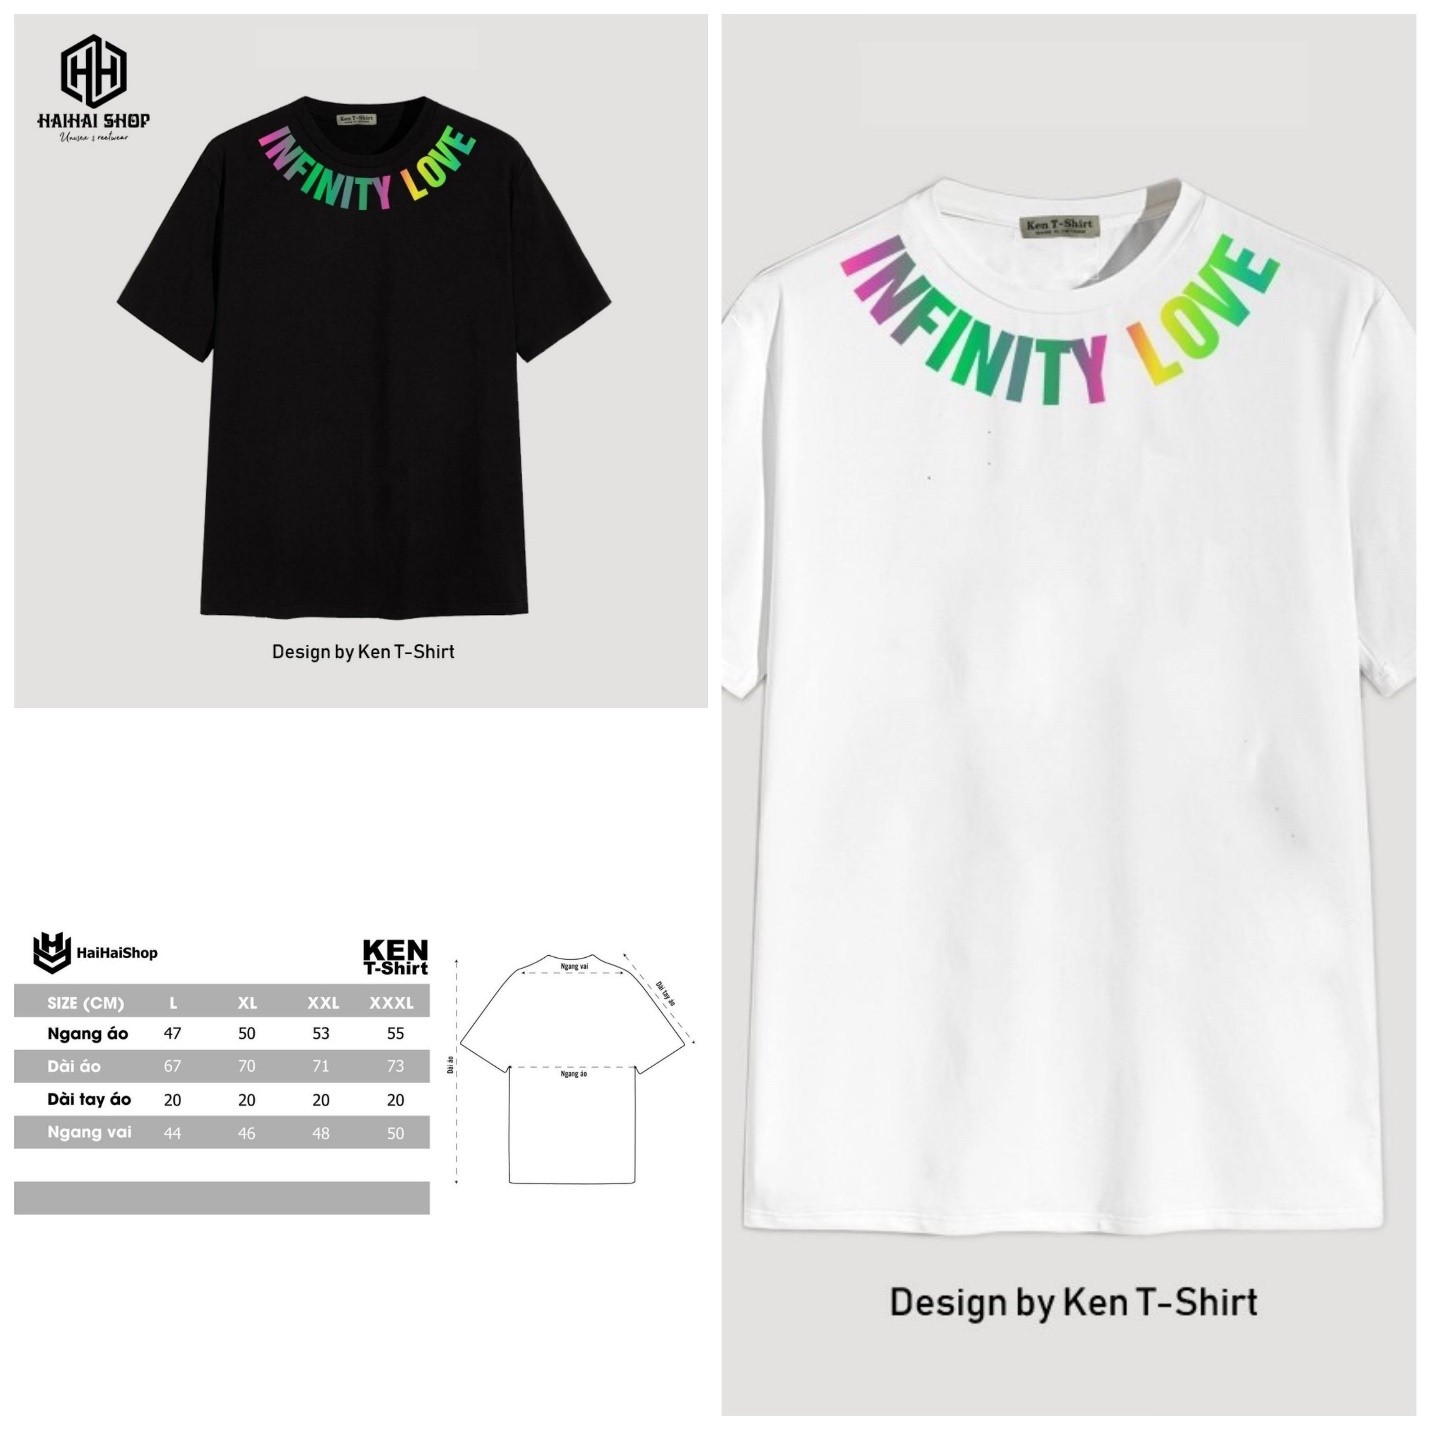 HAIHAI SHOP
Ken T-Shirt
INFINITY LOVE
Design by Ken T-Shirt
Ken T-Shirt
INFINITY LOVE
Design by Ken T-Shirt
HaiHaiShop
KEN
T-Shirt
SIZE (CM) L XL XXL XXXL
Ngang áo 47 50 53 55
Dài áo 67 70 71 73
Dài tay áo 20 20 20 20
Ngang vai 44 46 48 50
Ngang vai
Dài tay áo
Dài áo
Ngang áo